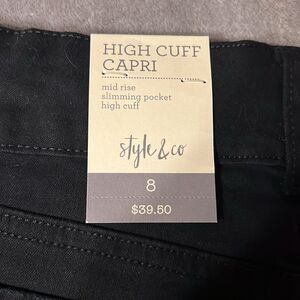 HIGH CUFF
CAPRI
mid rise
slimming pocket
high cuff
style & co
8
$39.50